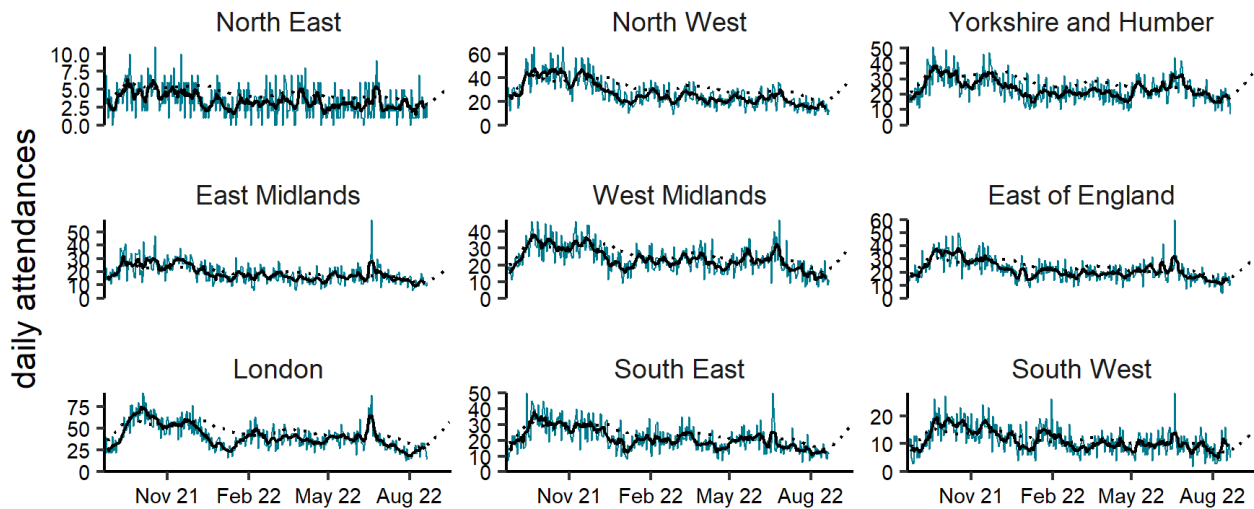 daily attendances
North East
10.0
7.5
5.0
2.5
0.0
North West
60
40
20
0
Yorkshire and Humber
50
40
30
20
10
0
East Midlands
50
40
30
20
10
0
West Midlands
40
30
20
10
0
East of England
60
50
40
30
20
10
0
London
75
50
25
0
Nov 21
Feb 22
May 22
Aug 22
South East
50
40
30
20
10
0
Nov 21
Feb 22
May 22
Aug 22
South West
20
10
0
Nov 21
Feb 22
May 22
Aug 22